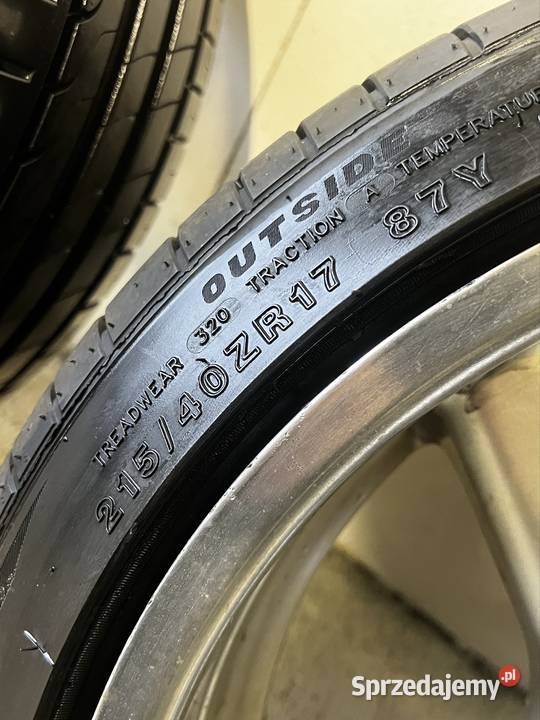 OUTSIDE
TREADWEAR 320 TRACTION A TEMPERATURE
215/40ZR17 87Y
Sprzedajemy.pl